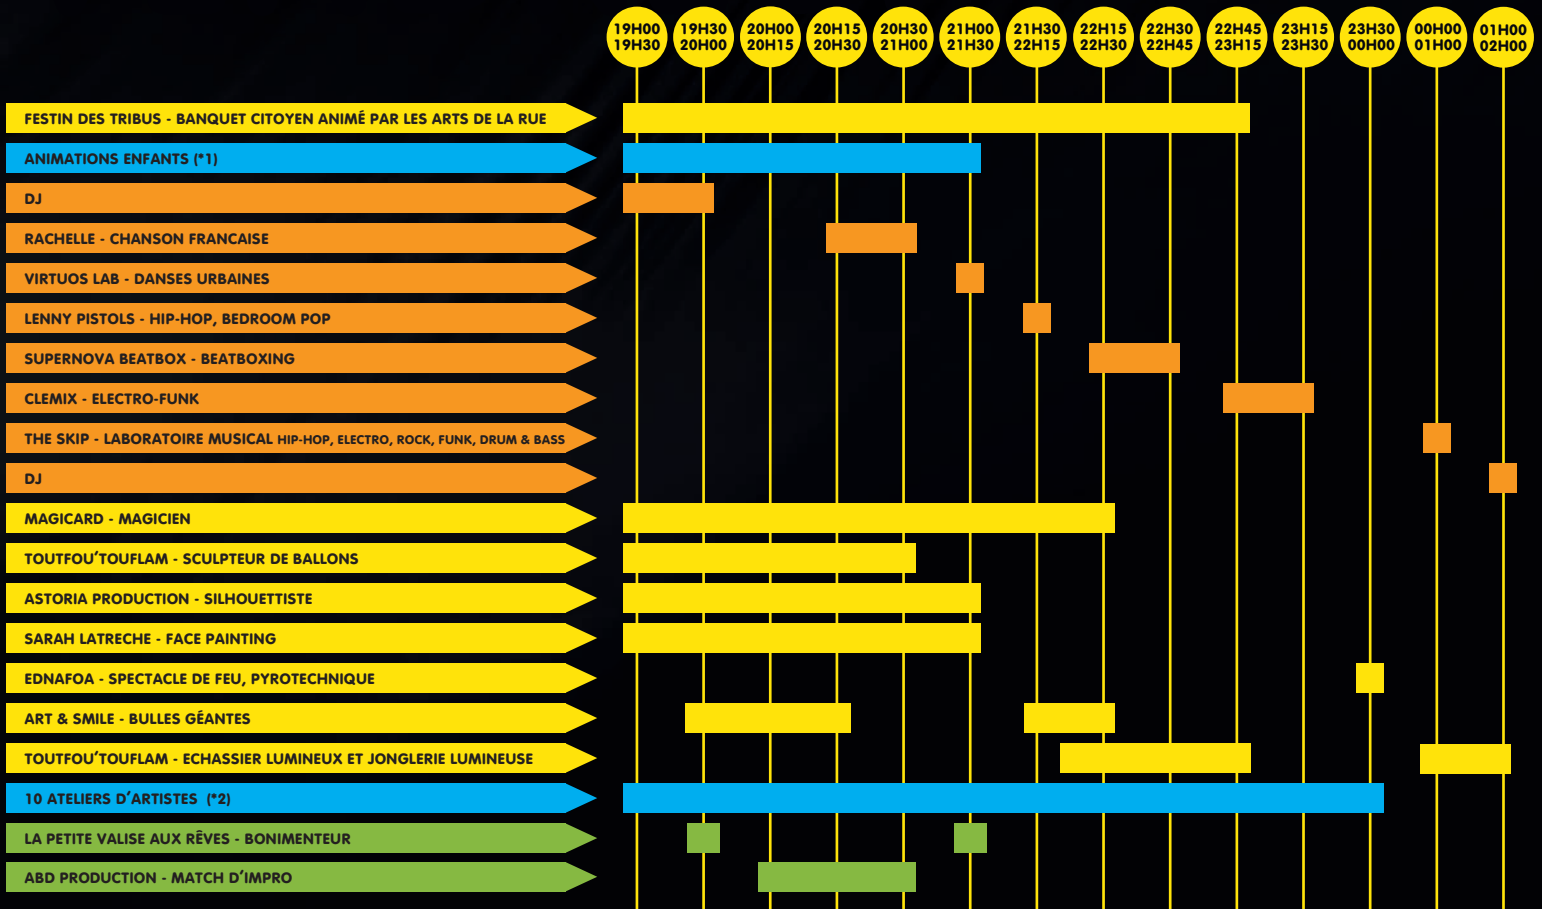 19H00 19H30 20H00 20H15 20H30 21H00 21H30 22H15 22H30 22H45 23H15 23H30 00H00 01H00
19H30 20H00 20H15 20H30 21H00 21H30 22H15 22H30 22H45 23H15 23H30 00H00 01H00 02H00
FESTIN DES TRIBUS - BANQUET CITOYEN ANIMÉ PAR LES ARTS DE LA RUE
ANIMATIONS ENFANTS (*1)
DJ
RACHELLE - CHANSON FRANCAISE
VIRTUOS LAB - DANSES URBAINES
LENNY PISTOLS - HIP-HOP, BEDROOM POP
SUPERNOVA BEATBOX - BEATBOXING
CLEMIX - ELECTRO-FUNK
THE SKIP - LABORATOIRE MUSICAL HIP-HOP, ELECTRO, ROCK, FUNK, DRUM & BASS
DJ
MAGICARD - MAGICIEN
TOUTFOU'TOUFLAM - SCULPTEUR DE BALLONS
ASTORIA PRODUCTION - SILHOUETTISTE
SARAH LATRECHE - FACE PAINTING
EDNAFOA - SPECTACLE DE FEU, PYROTECHNIQUE
ART & SMILE - BULLES GÉANTES
TOUTFOU'TOUFLAM - ECHASSIER LUMINEUX ET JONGLERIE LUMINEUSE
10 ATELIERS D'ARTISTES (*2)
LA PETITE VALISE AUX RÊVES - BONIMENTEUR
ABD PRODUCTION - MATCH D'IMPRO